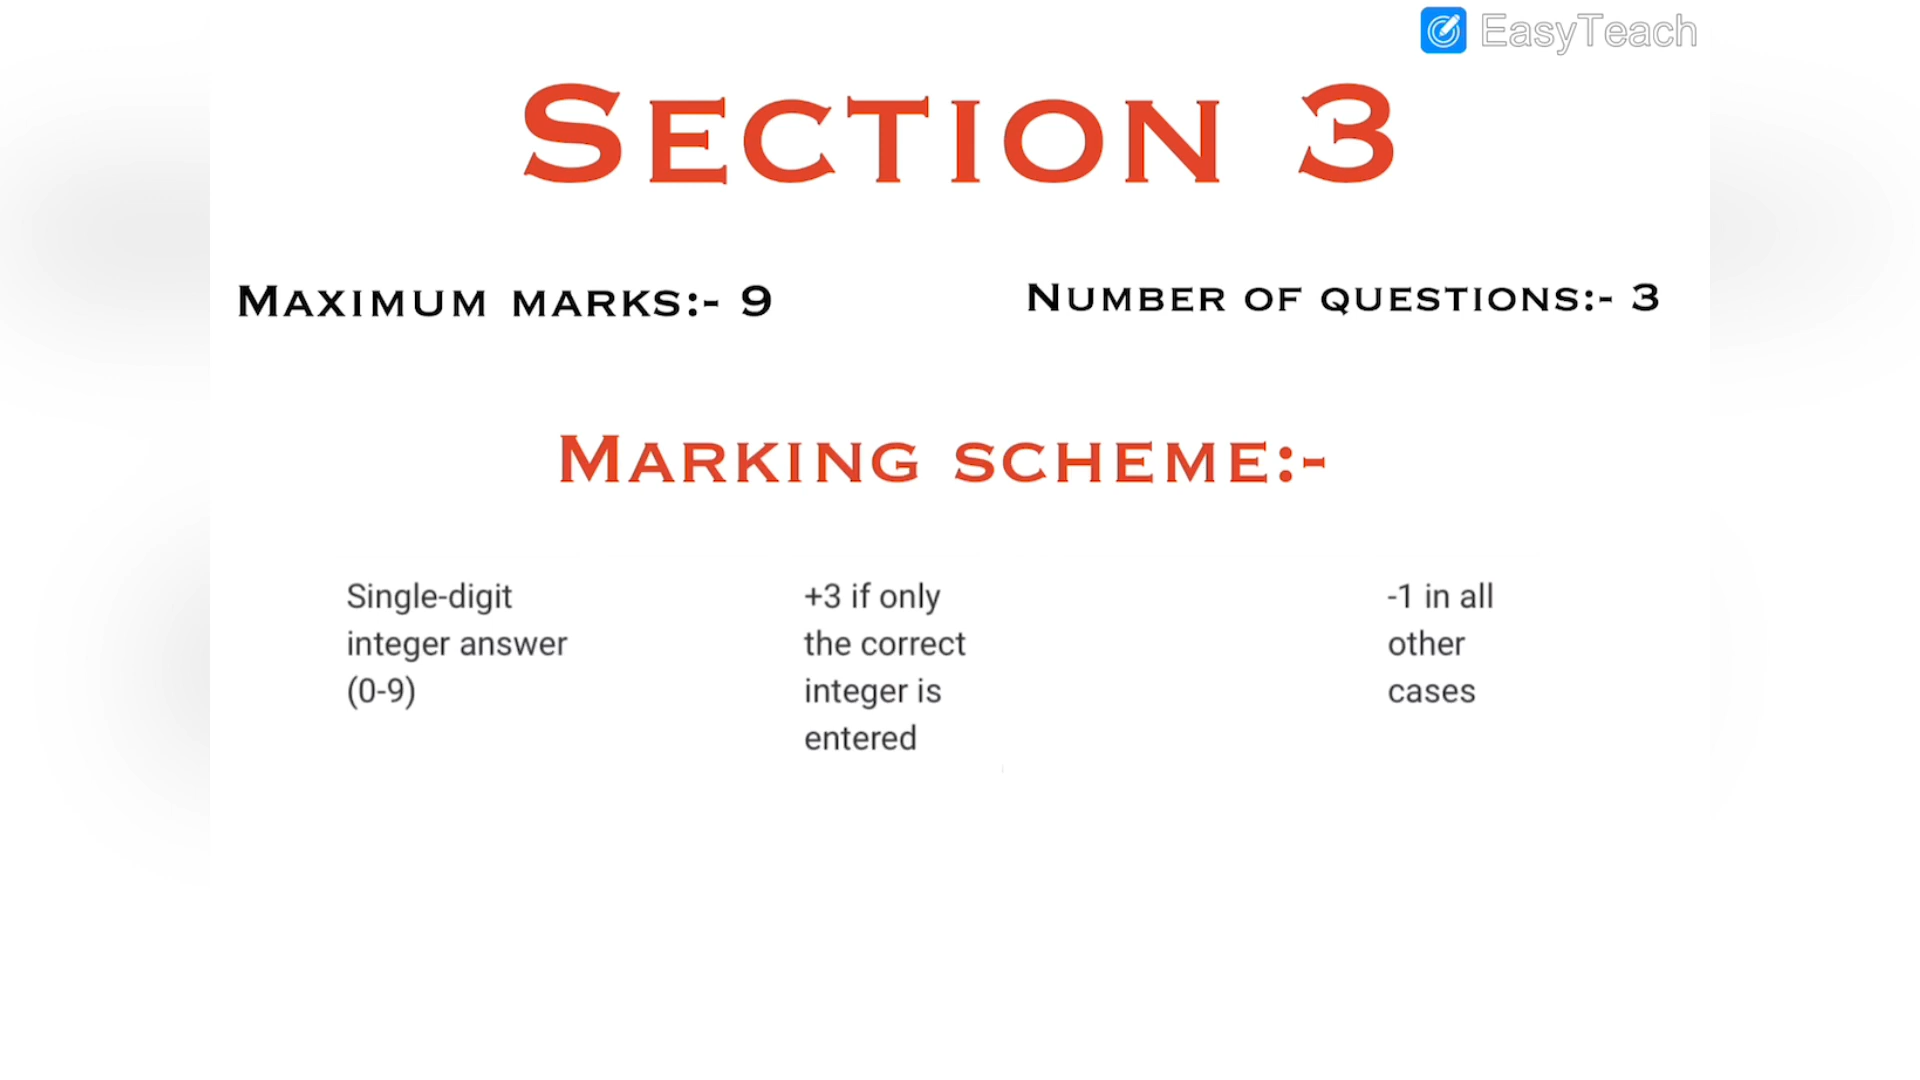 EasyTeach
SECTION 3
MAXIMUM MARKS:- 9
NUMBER OF QUESTIONS:- 3
MARKING SCHEME:-
Single-digit
integer answer
(0-9)
+3 if only
the correct
integer is
entered
-1 in all
other
cases